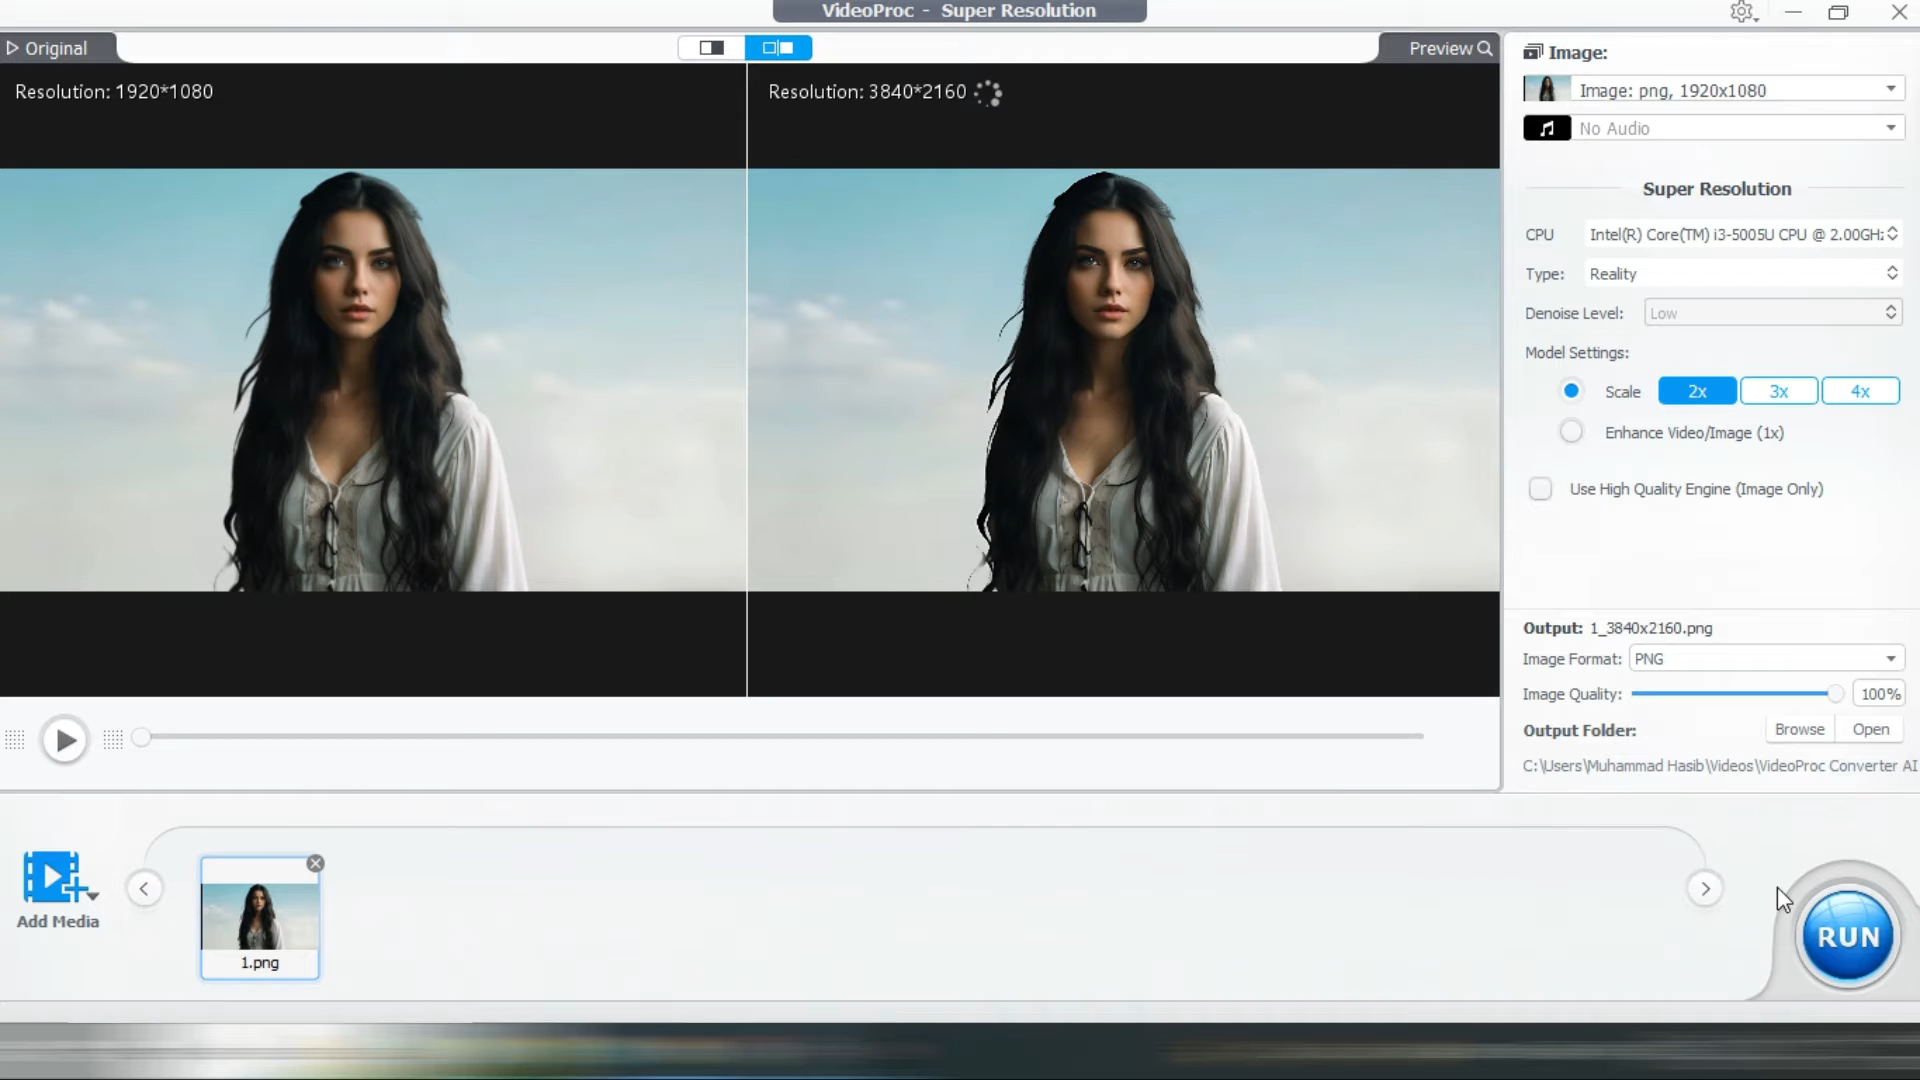 VideoProc - Super Resolution
Original
Preview
Resolution: 1920*1080
Resolution: 3840*2160
Image:
Image: png, 1920x1080
No Audio
Super Resolution
CPU Intel(R) Core(TM) i3-5005U CPU @ 2.00GHz
Type: Reality
Denoise Level: Low
Model Settings:
Scale 2x 3x 4x
Enhance Video/Image (1x)
Use High Quality Engine (Image Only)
Output: 1_3840x2160.png
Image Format: PNG
Image Quality: 100%
Output Folder: Browse Open
C:\Users\Muhammad Hasib\Videos\VideoProc Converter AI
Add Media
1.png
RUN